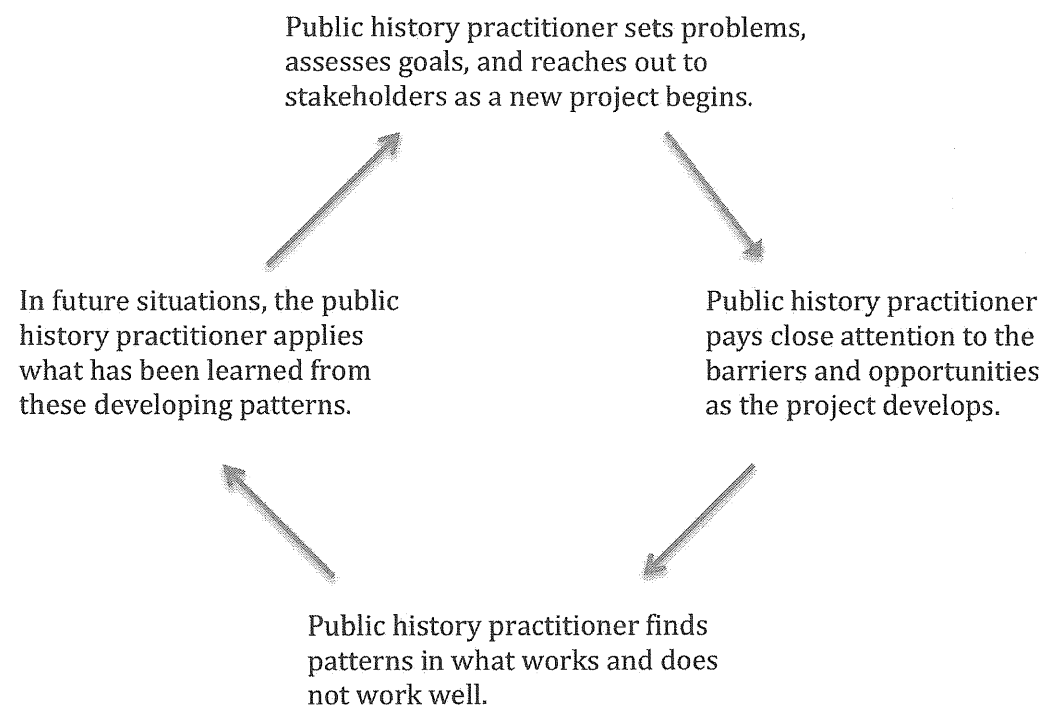 Public history practitioner sets problems,
assesses goals, and reaches out to
stakeholders as a new project begins.
Public history practitioner
pays close attention to the
barriers and opportunities
as the project develops.
Public history practitioner finds
patterns in what works and does
not work well.
In future situations, the public
history practitioner applies
what has been learned from
these developing patterns.